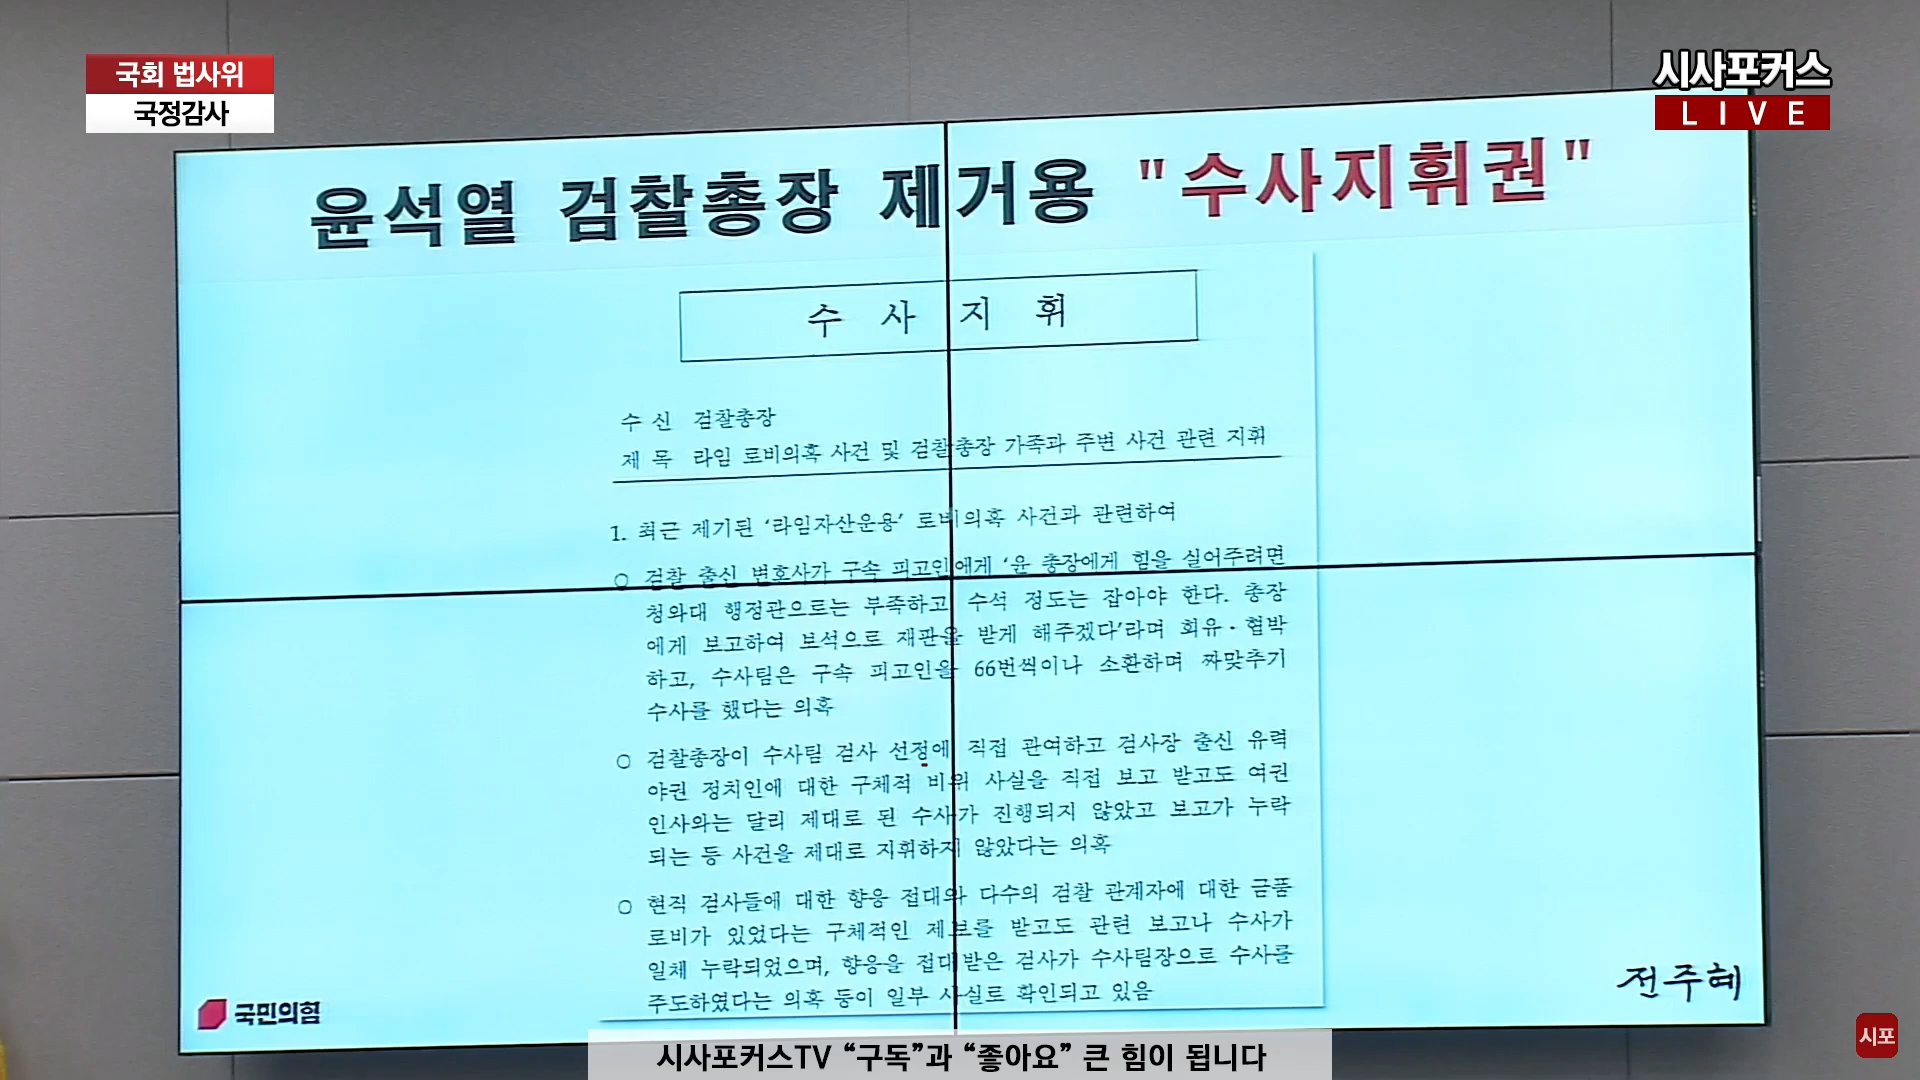 국회 법사위
국정감사
시사포커스
LIVE
윤석열 검찰총장 제거용 "수사지휘권"
수 사 지 휘
수 신 검찰총장
제 목 라임 로비의혹 사건 및 검찰총장 가족과 주변 사건 관련 지휘
1. 최근 제기된 ‘라임자산운용’ 로비의혹 사건과 관련하여
○ 검찰 출신 변호사가 구속 피고인에게 ‘윤 총장에게 힘을 실어주려면
청와대 행정관으로는 부족하고 수석 정도는 잡아야 한다. 총장
에게 보고하여 보석으로 재판을 받게 해주겠다’라며 회유·협박
하고, 수사팀은 구속 피고인을 66번씩이나 소환하며 짜맞추기
수사를 했다는 의혹
○ 검찰총장이 수사팀 검사 선정에 직접 관여하고 검사장 출신 유력
야권 정치인에 대한 구체적 비위 사실을 직접 보고 받고도 여권
인사와는 달리 제대로 된 수사가 진행되지 않았고 보고가 누락
되는 등 사건을 제대로 지휘하지 않았다는 의혹
○ 현직 검사들에 대한 향응 접대와 다수의 검찰 관계자에 대한 금품
로비가 있었다는 구체적인 제보를 받고도 관련 보고나 수사가
일체 누락되었으며, 향응을 접대받은 검사가 수사팀장으로 수사를
주도하였다는 의혹 등이 일부 사실로 확인되고 있음
국민의힘
전주혜
시포
시사포커스TV “구독”과 “좋아요” 큰 힘이 됩니다